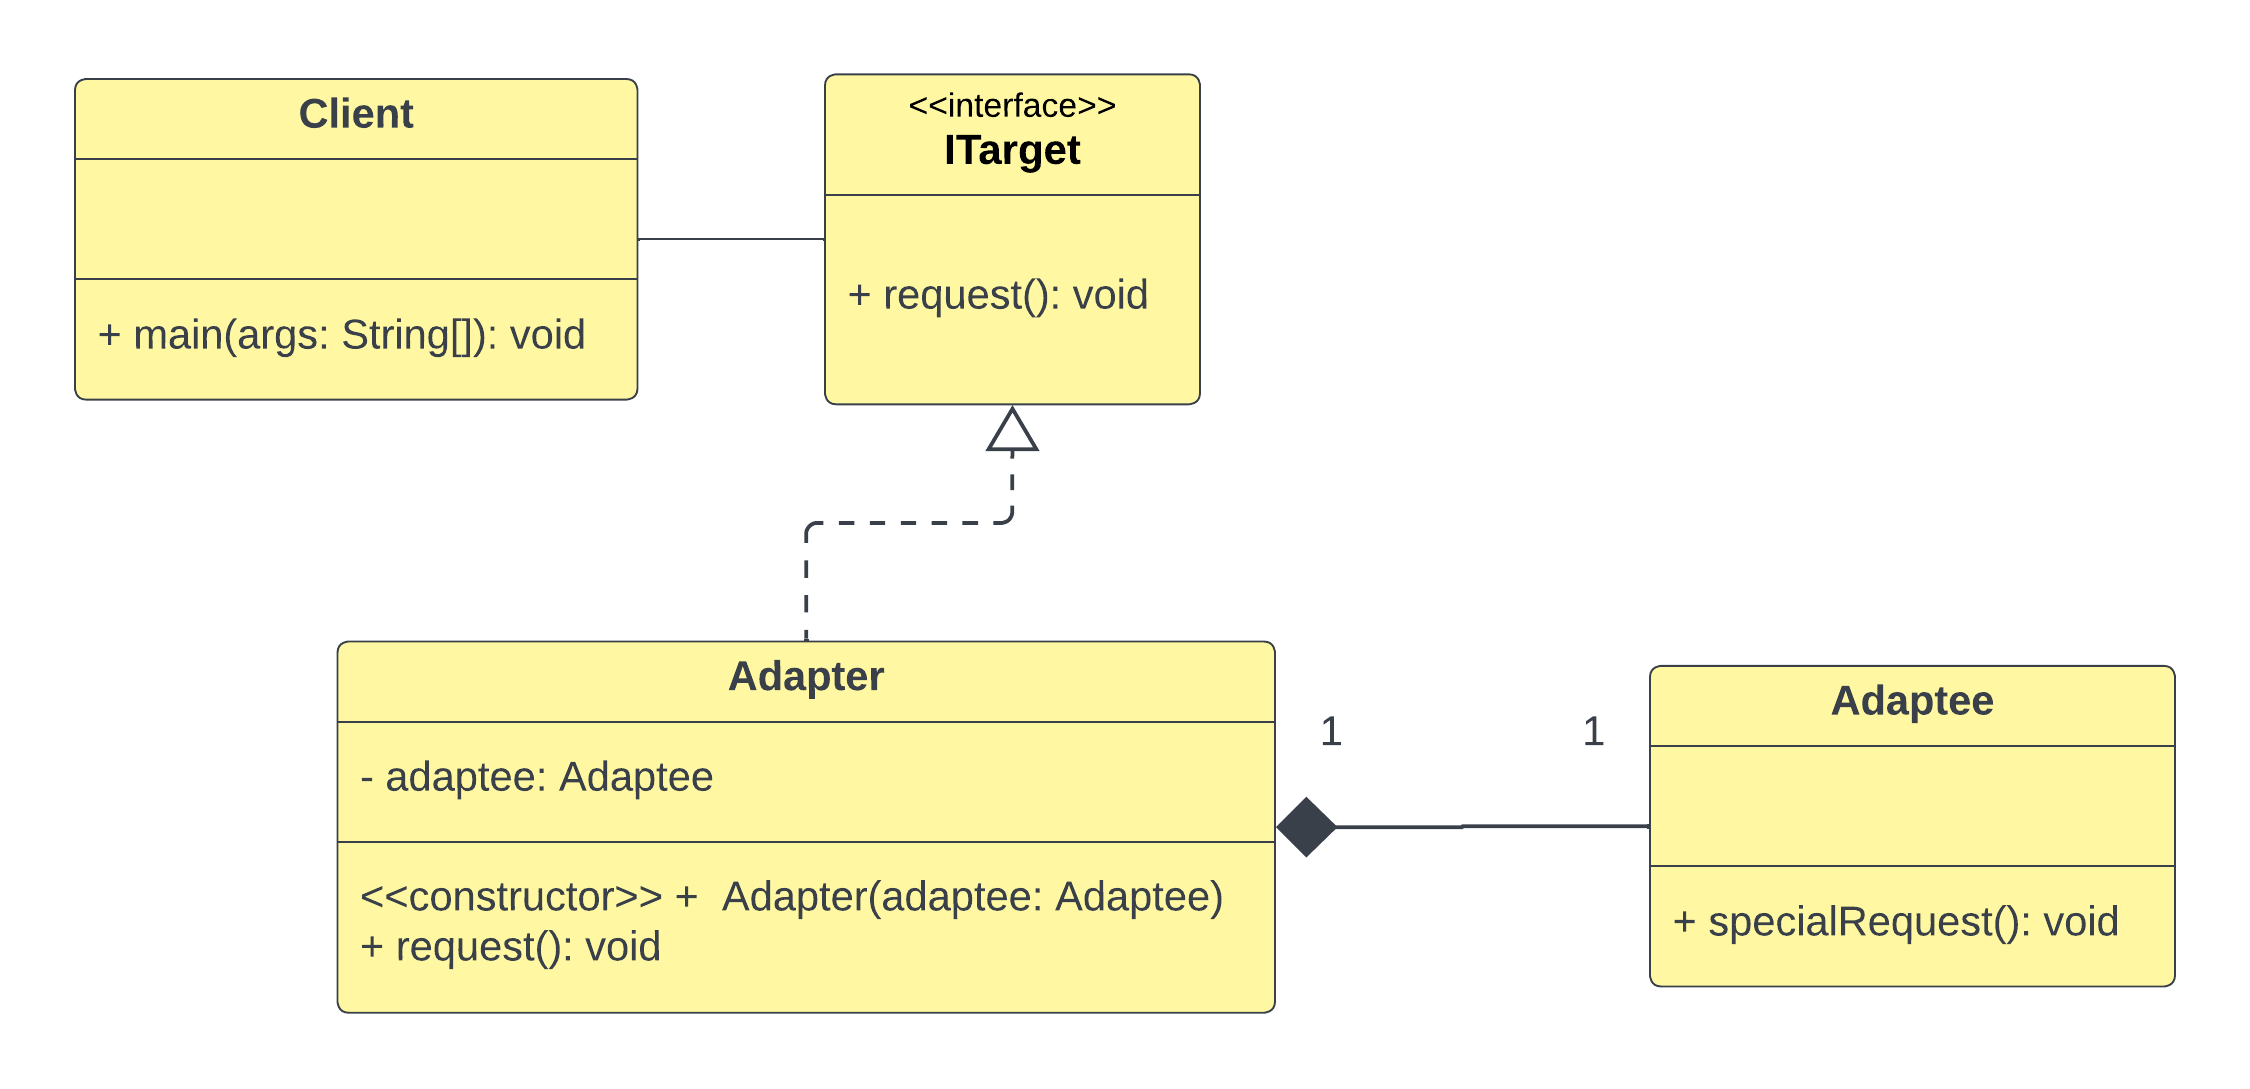 Client
+ main(args: String[]): void
<<interface>>
ITarget
+ request(): void
Adapter
- adaptee: Adaptee
<<constructor>> +  Adapter(adaptee: Adaptee)
+ request(): void
1
1
Adaptee
+ specialRequest(): void